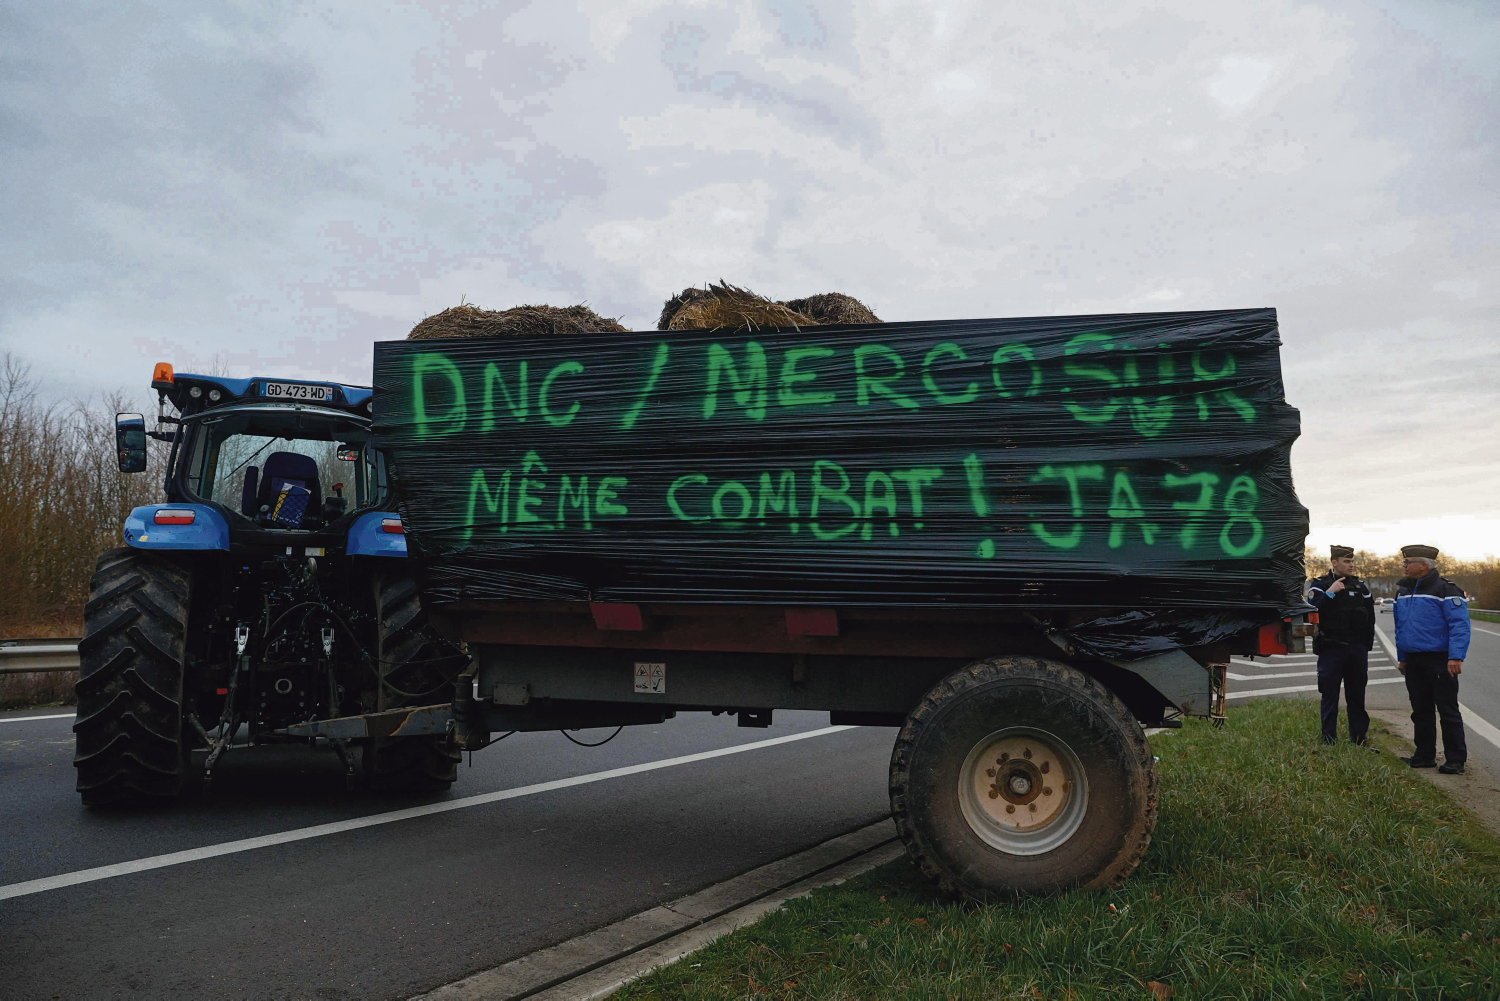 GD-473-WD
DNC / MERCOSUR
MÊME COMBAT ! JA78